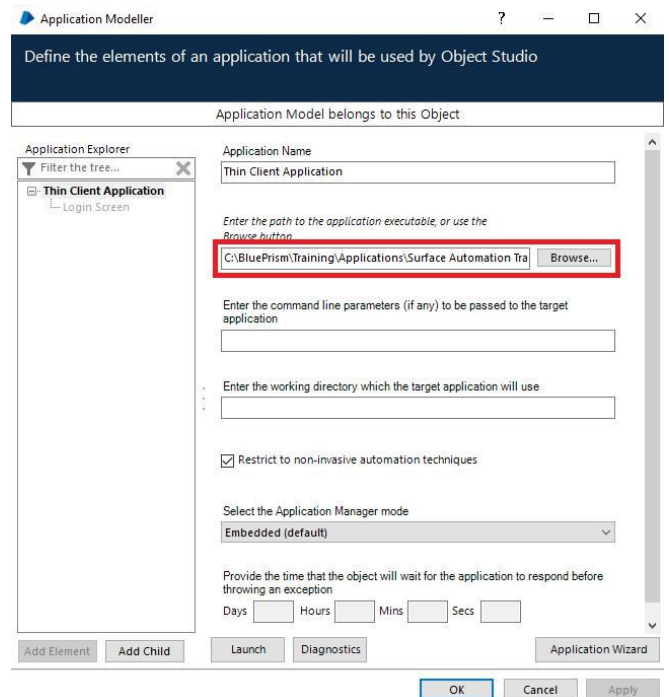 Application Modeller
?
Define the elements of an application that will be used by Object Studio
Application Model belongs to this Object
Application Explorer
Filter the tree...
Thin Client Application
Login Screen
Application Name
Thin Client Application
Enter the path to the application executable, or use the
Browse button
C:\BluePrism\Training\Applications\Surface Automation Tra
Browse...
Enter the command line parameters (if any) to be passed to the target
application
Enter the working directory which the target application will use
Restrict to non-invasive automation techniques
Select the Application Manager mode
Embedded (default)
Provide the time that the object will wait for the application to respond before
throwing an exception
Days Hours Mins Secs
Add Element Add Child Launch Diagnostics Application Wizard
OK Cancel Apply